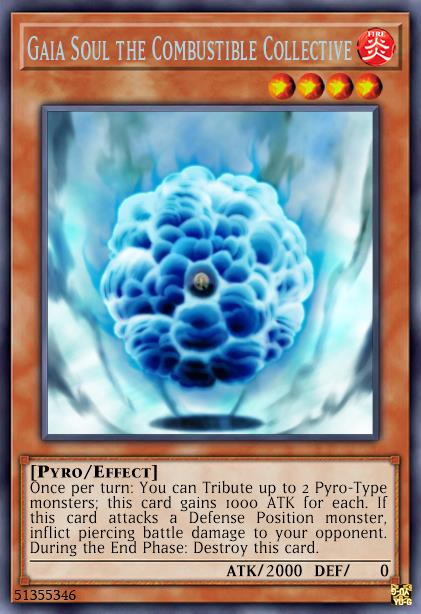 Gaia Soul the Combustible Collective
FIRE
炎
[Pyro/Effect]
Once per turn: You can Tribute up to 2 Pyro-Type
monsters; this card gains 1000 ATK for each. If
this card attacks a Defense Position monster,
inflict piercing battle damage to your opponent.
During the End Phase: Destroy this card.
ATK/2000 DEF/ 0
51355346